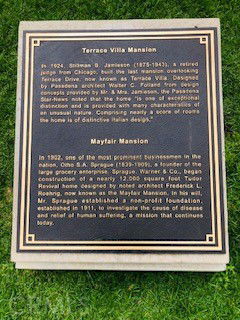 Terrace Villa Mansion
In 1924, Stillman B. Jamieson (1875-1943), a retired
judge from Chicago, built the last mansion overlooking
Terrace Drive, now known as Terrace Villa. Designed
by Pasadena architect Walter C. Folland from design
concepts provided by Mr. & Mrs. Jamieson, the Pasadena
Star-News noted that the home "is one of exceptional
distinction and is provided with many characteristics of
an unusual nature. Comprising nearly a score of rooms
the home is of distinctive Italian design."
Mayfair Mansion
In 1902, one of the most prominent businessmen in the
nation, Otho S.A. Sprague (1839-1909), a founder of the
large grocery enterprise, Sprague, Warner & Co., began
construction of a nearly 12,000 square foot Tudor
Revival home designed by noted architect Frederick L.
Roehrig, now known as the Mayfair Mansion. In his will,
Mr. Sprague established a non-profit foundation,
established in 1911, to investigate the cause of disease
and relief of human suffering, a mission that continues
today.